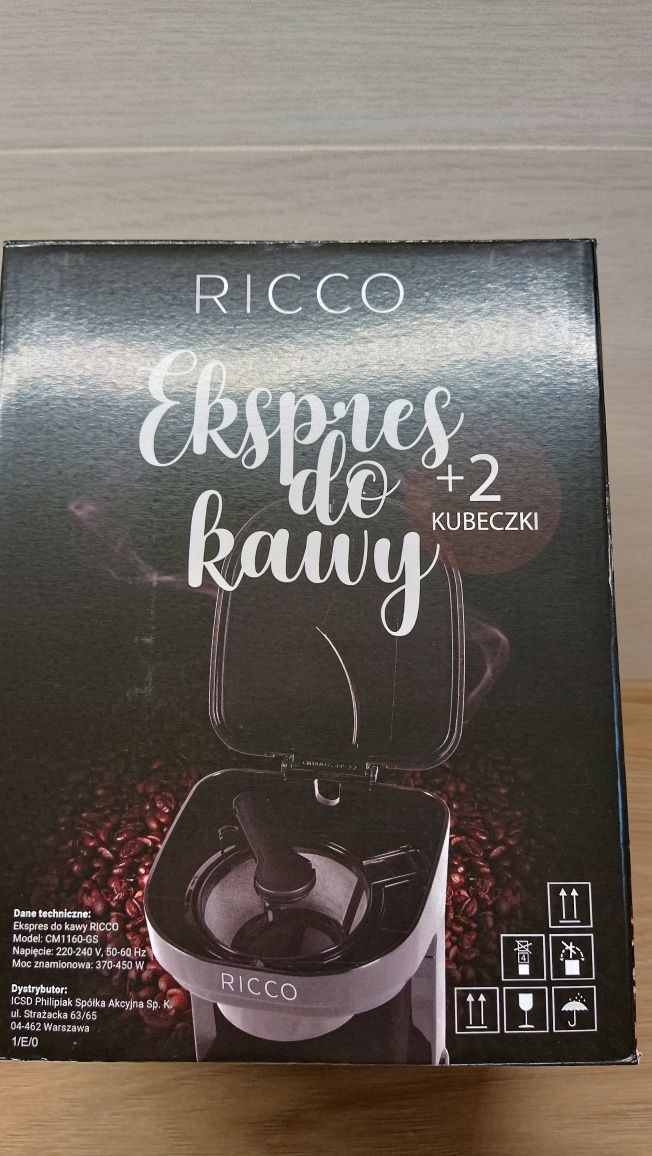 RICCO
Ekspres
do
kawy
+2
KUBECZKI
RICCO
Dane techniczne:
Ekspres do kawy RICCO
Model: CM1160-GS
Napięcie: 220-240 V, 50-60 Hz
Moc znamionowa: 370-450 W
Dystrybutor:
ICSD Philipiak Spółka Akcyjna Sp. K.
ul. Strażacka 63/65
04-462 Warszawa
1/E/0
4